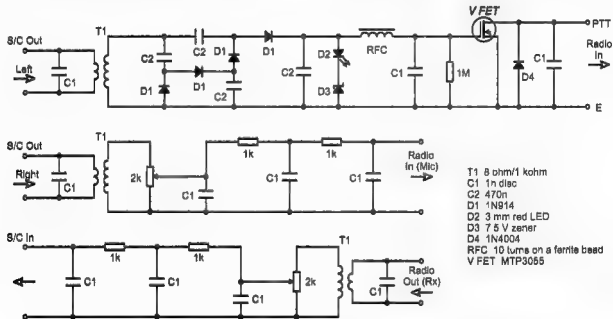 V FET
PTT
S/C Out
T1
C2
D1
D1
RFC
D2
Radio
In
Left
C1
C2
C2
C1
1M
C1
D1
D1
C2
D3
D4
E
S/C Out
T1
1k
1k
Right
C1
2k
C1
C1
C1
Radio
In (Mic)
T1 8 ohm/1 kohm
C1 1n disc
C2 470n
D1 1N914
D2 3 mm red LED
D3 7.5 V zener
D4 1N4004
RFC 10 turns on a ferrite bead
V FET MTP3055
S/C In
T1
1k
1k
C1
C1
C1
2k
C1
Radio
Out (Rx)